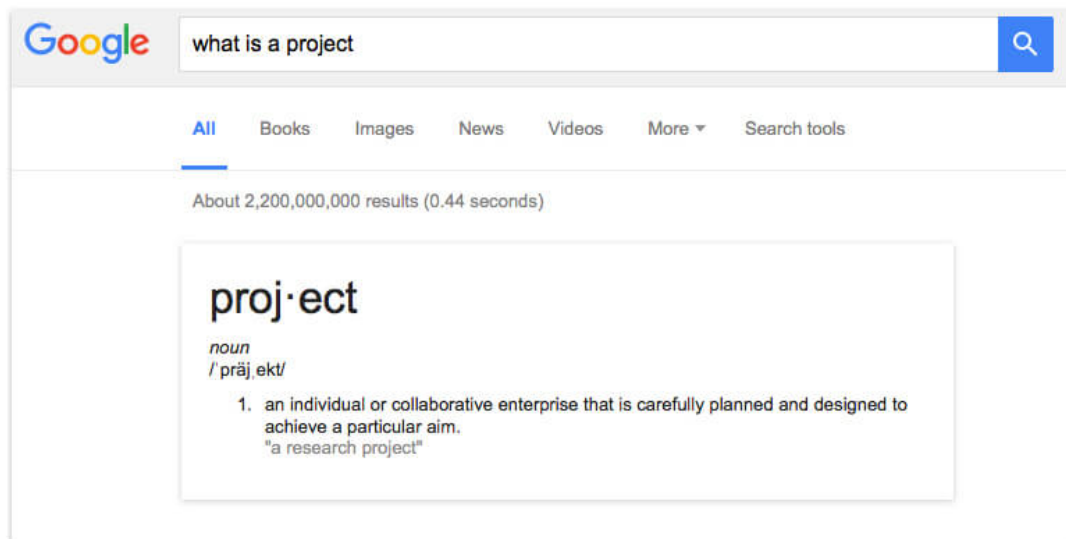 Google what is a project
All Books Images News Videos More Search tools
About 2,200,000,000 results (0.44 seconds)
proj·ect
noun
/ˈpräjˌekt/
1. an individual or collaborative enterprise that is carefully planned and designed to
achieve a particular aim.
"a research project"